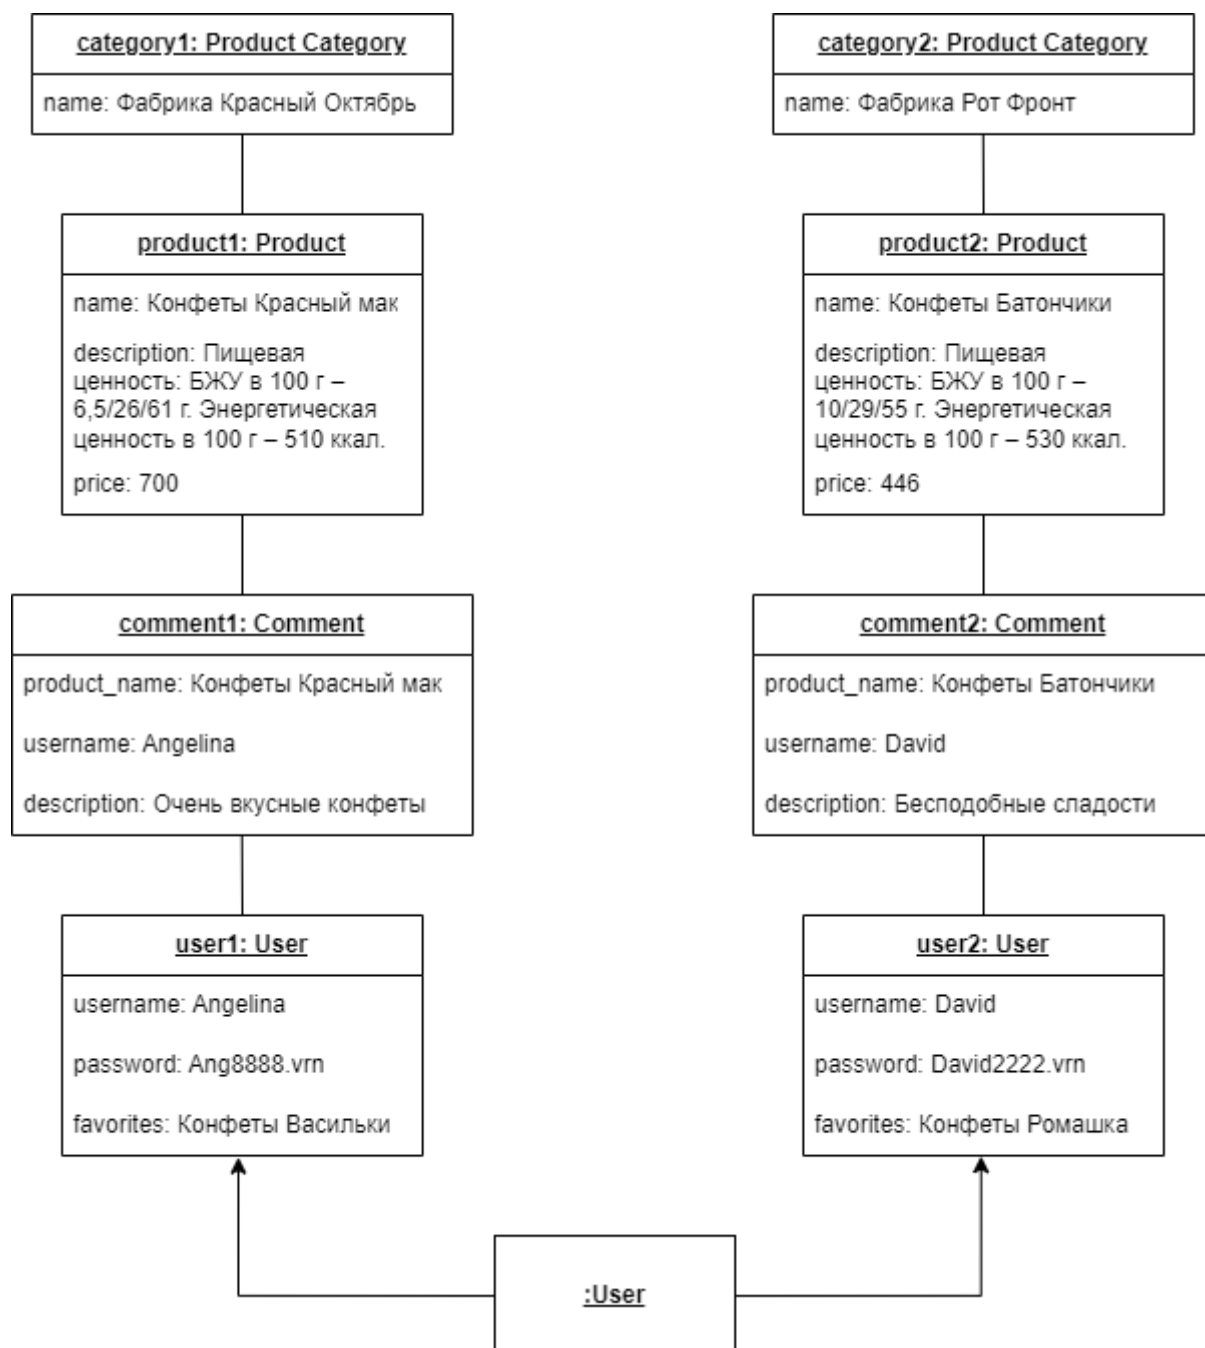 category1: Product Category
name: Фабрика Красный Октябрь
product1: Product
name: Конфеты Красный мак
description: Пищевая
ценность: БЖУ в 100 г –
6,5/26/61 г. Энергетическая
ценность в 100 г – 510 ккал.
price: 700
comment1: Comment
product_name: Конфеты Красный мак
username: Angelina
description: Очень вкусные конфеты
user1: User
username: Angelina
password: Ang8888.vrn
favorites: Конфеты Васильки
category2: Product Category
name: Фабрика Рот Фронт
product2: Product
name: Конфеты Батончики
description: Пищевая
ценность: БЖУ в 100 г –
10/29/55 г. Энергетическая
ценность в 100 г – 530 ккал.
price: 446
comment2: Comment
product_name: Конфеты Батончики
username: David
description: Бесподобные сладости
user2: User
username: David
password: David2222.vrn
favorites: Конфеты Ромашка
:User